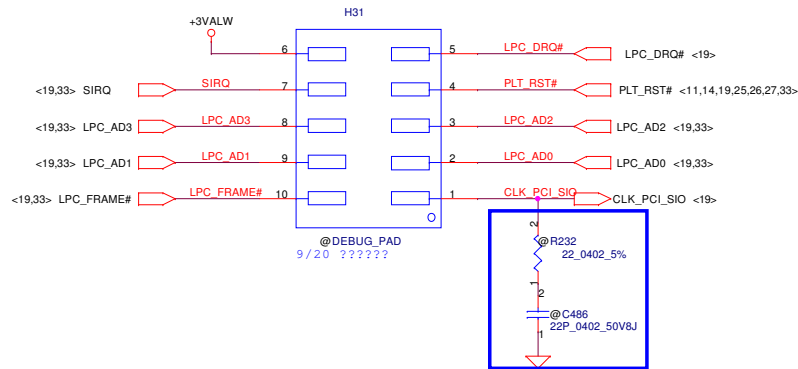 H31
+3VALW
6
5
LPC_DRQ#
LPC_DRQ# <19>
<19,33> SIRQ
SIRQ
7
4
PLT_RST#
PLT_RST# <11,14,19,25,26,27,33>
<19,33> LPC_AD3
LPC_AD3
8
3
LPC_AD2
LPC_AD2 <19,33>
<19,33> LPC_AD1
LPC_AD1
9
2
LPC_AD0
LPC_AD0 <19,33>
<19,33> LPC_FRAME#
LPC_FRAME#
10
1
CLK_PCI_SIO
CLK_PCI_SIO <19>
@DEBUG_PAD
9/20 ??????
2
@R232
22_0402_5%
1
2
@C486
22P_0402_50V8J
1